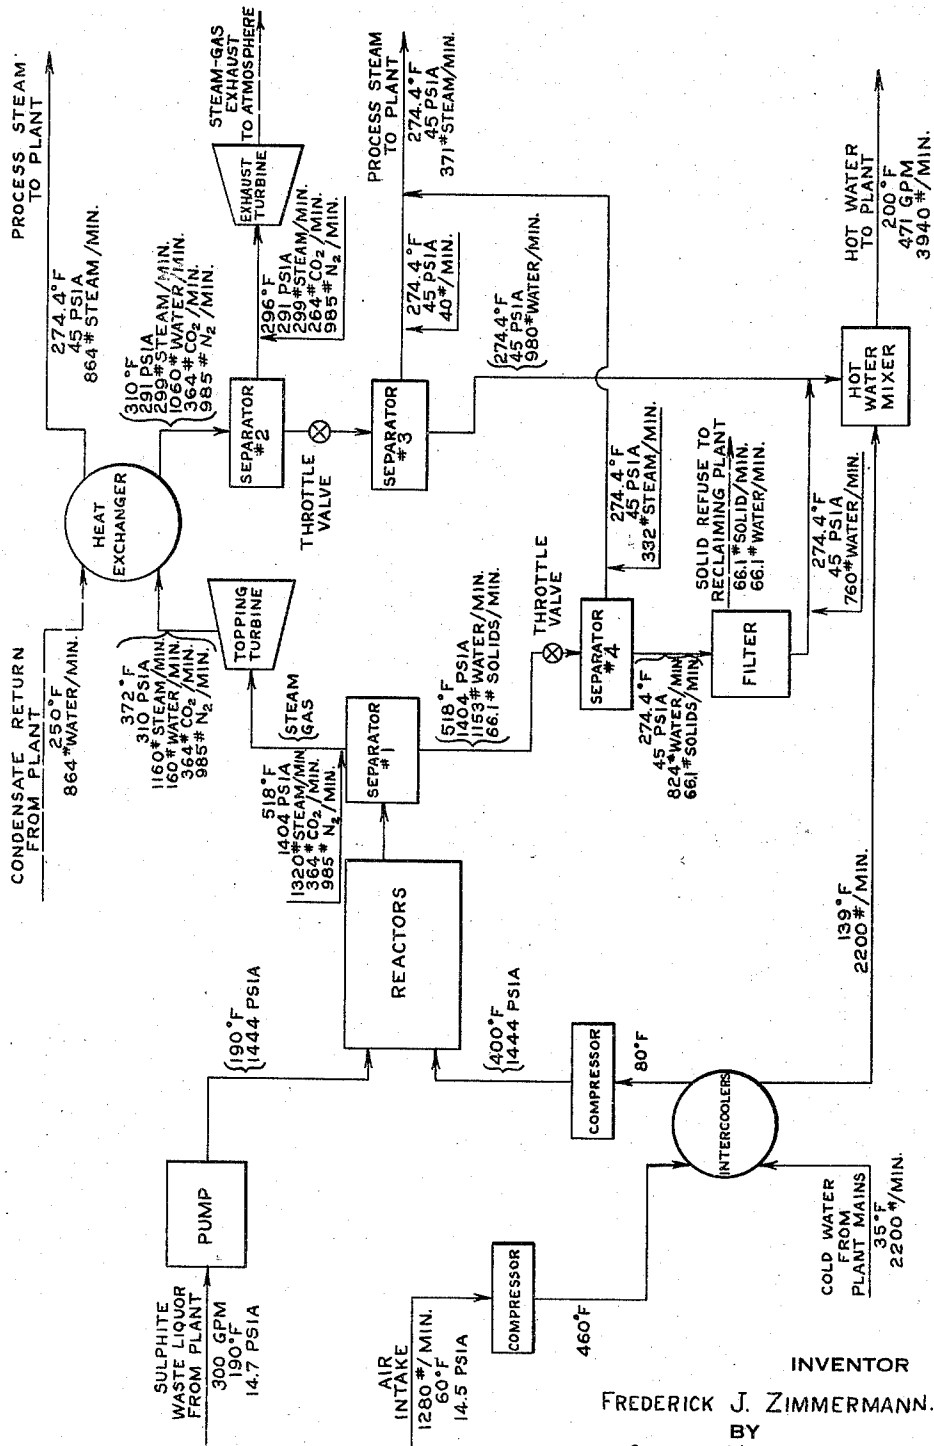 SULPHITE
WASTE LIQUOR
FROM PLANT
300 GPM
190°F
14.7 PSIA
PUMP
{190°F
1444 PSIA
AIR
INTAKE
1280#/MIN.
60°F
14.5 PSIA
COMPRESSOR
460°F
COLD WATER
FROM
PLANT MAINS
35°F
2200#/MIN.
INTERCOOLERS
80°F
COMPRESSOR
{400°F
1444 PSIA
139°F
2200#/MIN.
REACTORS
SEPARATOR
#1
518°F
1404 PSIA
1320#STEAM/MIN
364#CO2/MIN.
985# N2/MIN.
{STEAM
GAS
{518°F
1404 PSIA
1153#WATER/MIN.
66.1# SOLIDS/MIN.
TOPPING
TURBINE
372°F
310 PSIA
1160#STEAM/MIN.
160#WATER/MIN.
364# CO2/MIN.
985# N2/MIN.
CONDENSATE RETURN
FROM PLANT
250°F
864#WATER/MIN.
HEAT
EXCHANGER
PROCESS STEAM
TO PLANT
274.4°F
45 PSIA
864#STEAM/MIN.
310°F
291 PSIA
299#STEAM/MIN.
1060#WATER/MIN.
364#CO2/MIN.
985# N2/MIN.
SEPARATOR
#2
296°F
291 PSIA
299#STEAM/MIN.
264#CO2/MIN.
985#N2/MIN.
EXHAUST
TURBINE
STEAM-GAS
EXHAUST
TO ATMOSPHERE
THROTTLE
VALVE
SEPARATOR
#3
274.4°F
45 PSIA
40#/MIN.
PROCESS STEAM
TO PLANT
274.4°F
45 PSIA
371#STEAM/MIN.
{274.4°F
45 PSIA
980#WATER/MIN.
THROTTLE
VALVE
SEPARATOR
#4
274.4°F
45 PSIA
332#STEAM/MIN.
274.4°F
45 PSIA
824#WATER/MIN
66.1#SOLIDS/MIN.
FILTER
SOLID REFUSE TO
RECLAIMING PLANT
66.1#SOLID/MIN.
66.1#WATER/MIN.
274.4°F
45 PSIA
760#WATER/MIN.
HOT
WATER
MIXER
HOT WATER
TO PLANT
200°F
471 GPM
3940#/MIN.
INVENTOR
FREDERICK J. ZIMMERMANN.
BY